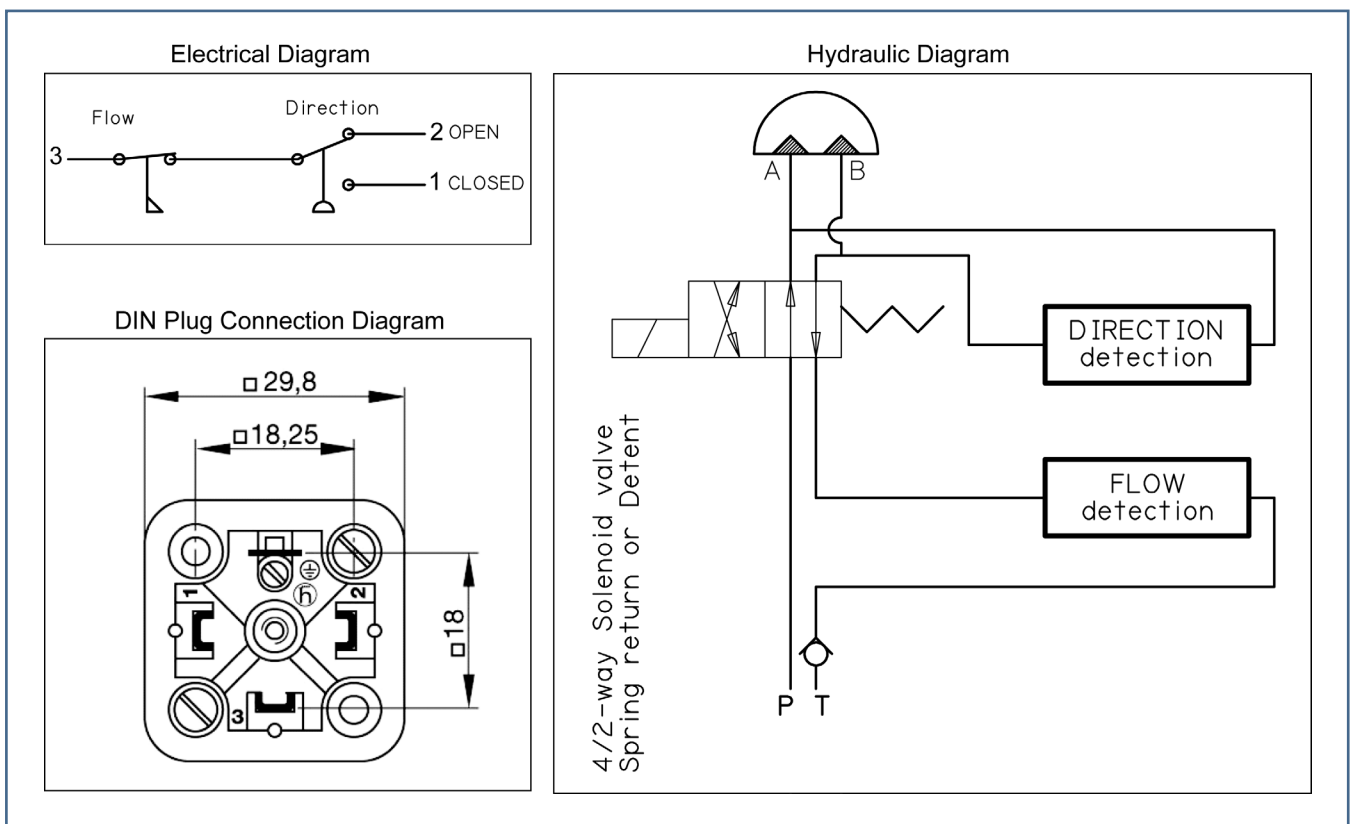 Electrical Diagram
Flow
Direction
3
2 OPEN
1 CLOSED
DIN Plug Connection Diagram
□ 29,8
□18,25
1
2
3
□18
Hydraulic Diagram
A
B
DIRECTION
detection
FLOW
detection
4/2-way Solenoid valve
Spring return or Detent
P
T